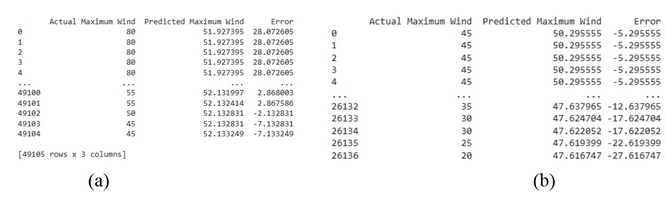 Actual Maximum Wind Predicted Maximum Wind Error
0 80 51.927395 28.072605
1 80 51.927395 28.072605
2 80 51.927395 28.072605
3 80 51.927395 28.072605
4 80 51.927395 28.072605
... ... ... ...
49100 55 52.131997 2.868003
49101 55 52.132414 2.867586
49102 50 52.132831 -2.132831
49103 45 52.132831 -7.132831
49104 45 52.133249 -7.133249
[49105 rows x 3 columns]
(a)
Actual Maximum Wind Predicted Maximum Wind Error
0 45 50.295555 -5.295555
1 45 50.295555 -5.295555
2 45 50.295555 -5.295555
3 45 50.295555 -5.295555
4 45 50.295555 -5.295555
... ... ... ...
26132 35 47.637965 -12.637965
26133 30 47.624704 -17.624704
26134 30 47.622052 -17.622052
26135 25 47.619399 -22.619399
26136 20 47.616747 -27.616747
(b)